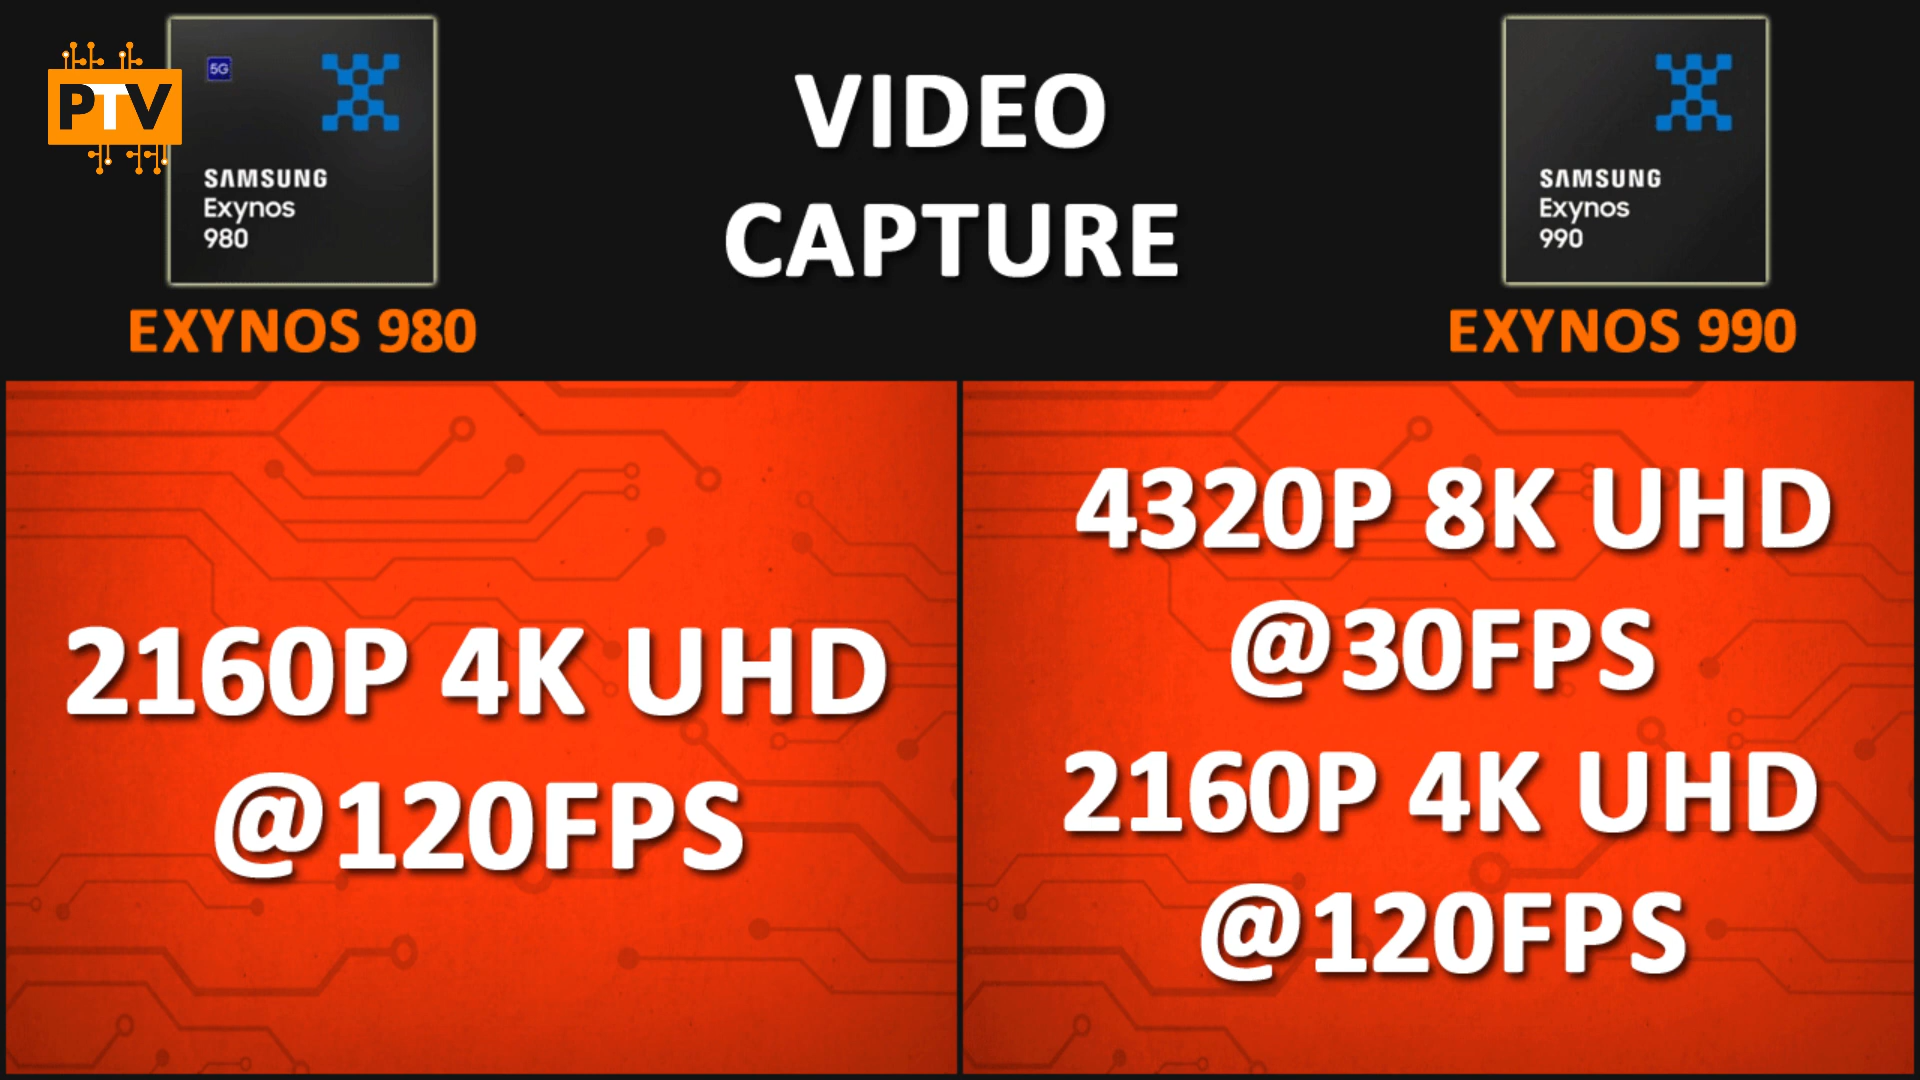 PTV
5G
SAMSUNG
Exynos
980
EXYNOS 980
VIDEO
CAPTURE
SAMSUNG
Exynos
990
EXYNOS 990
2160P 4K UHD
@120FPS
4320P 8K UHD
@30FPS
2160P 4K UHD
@120FPS